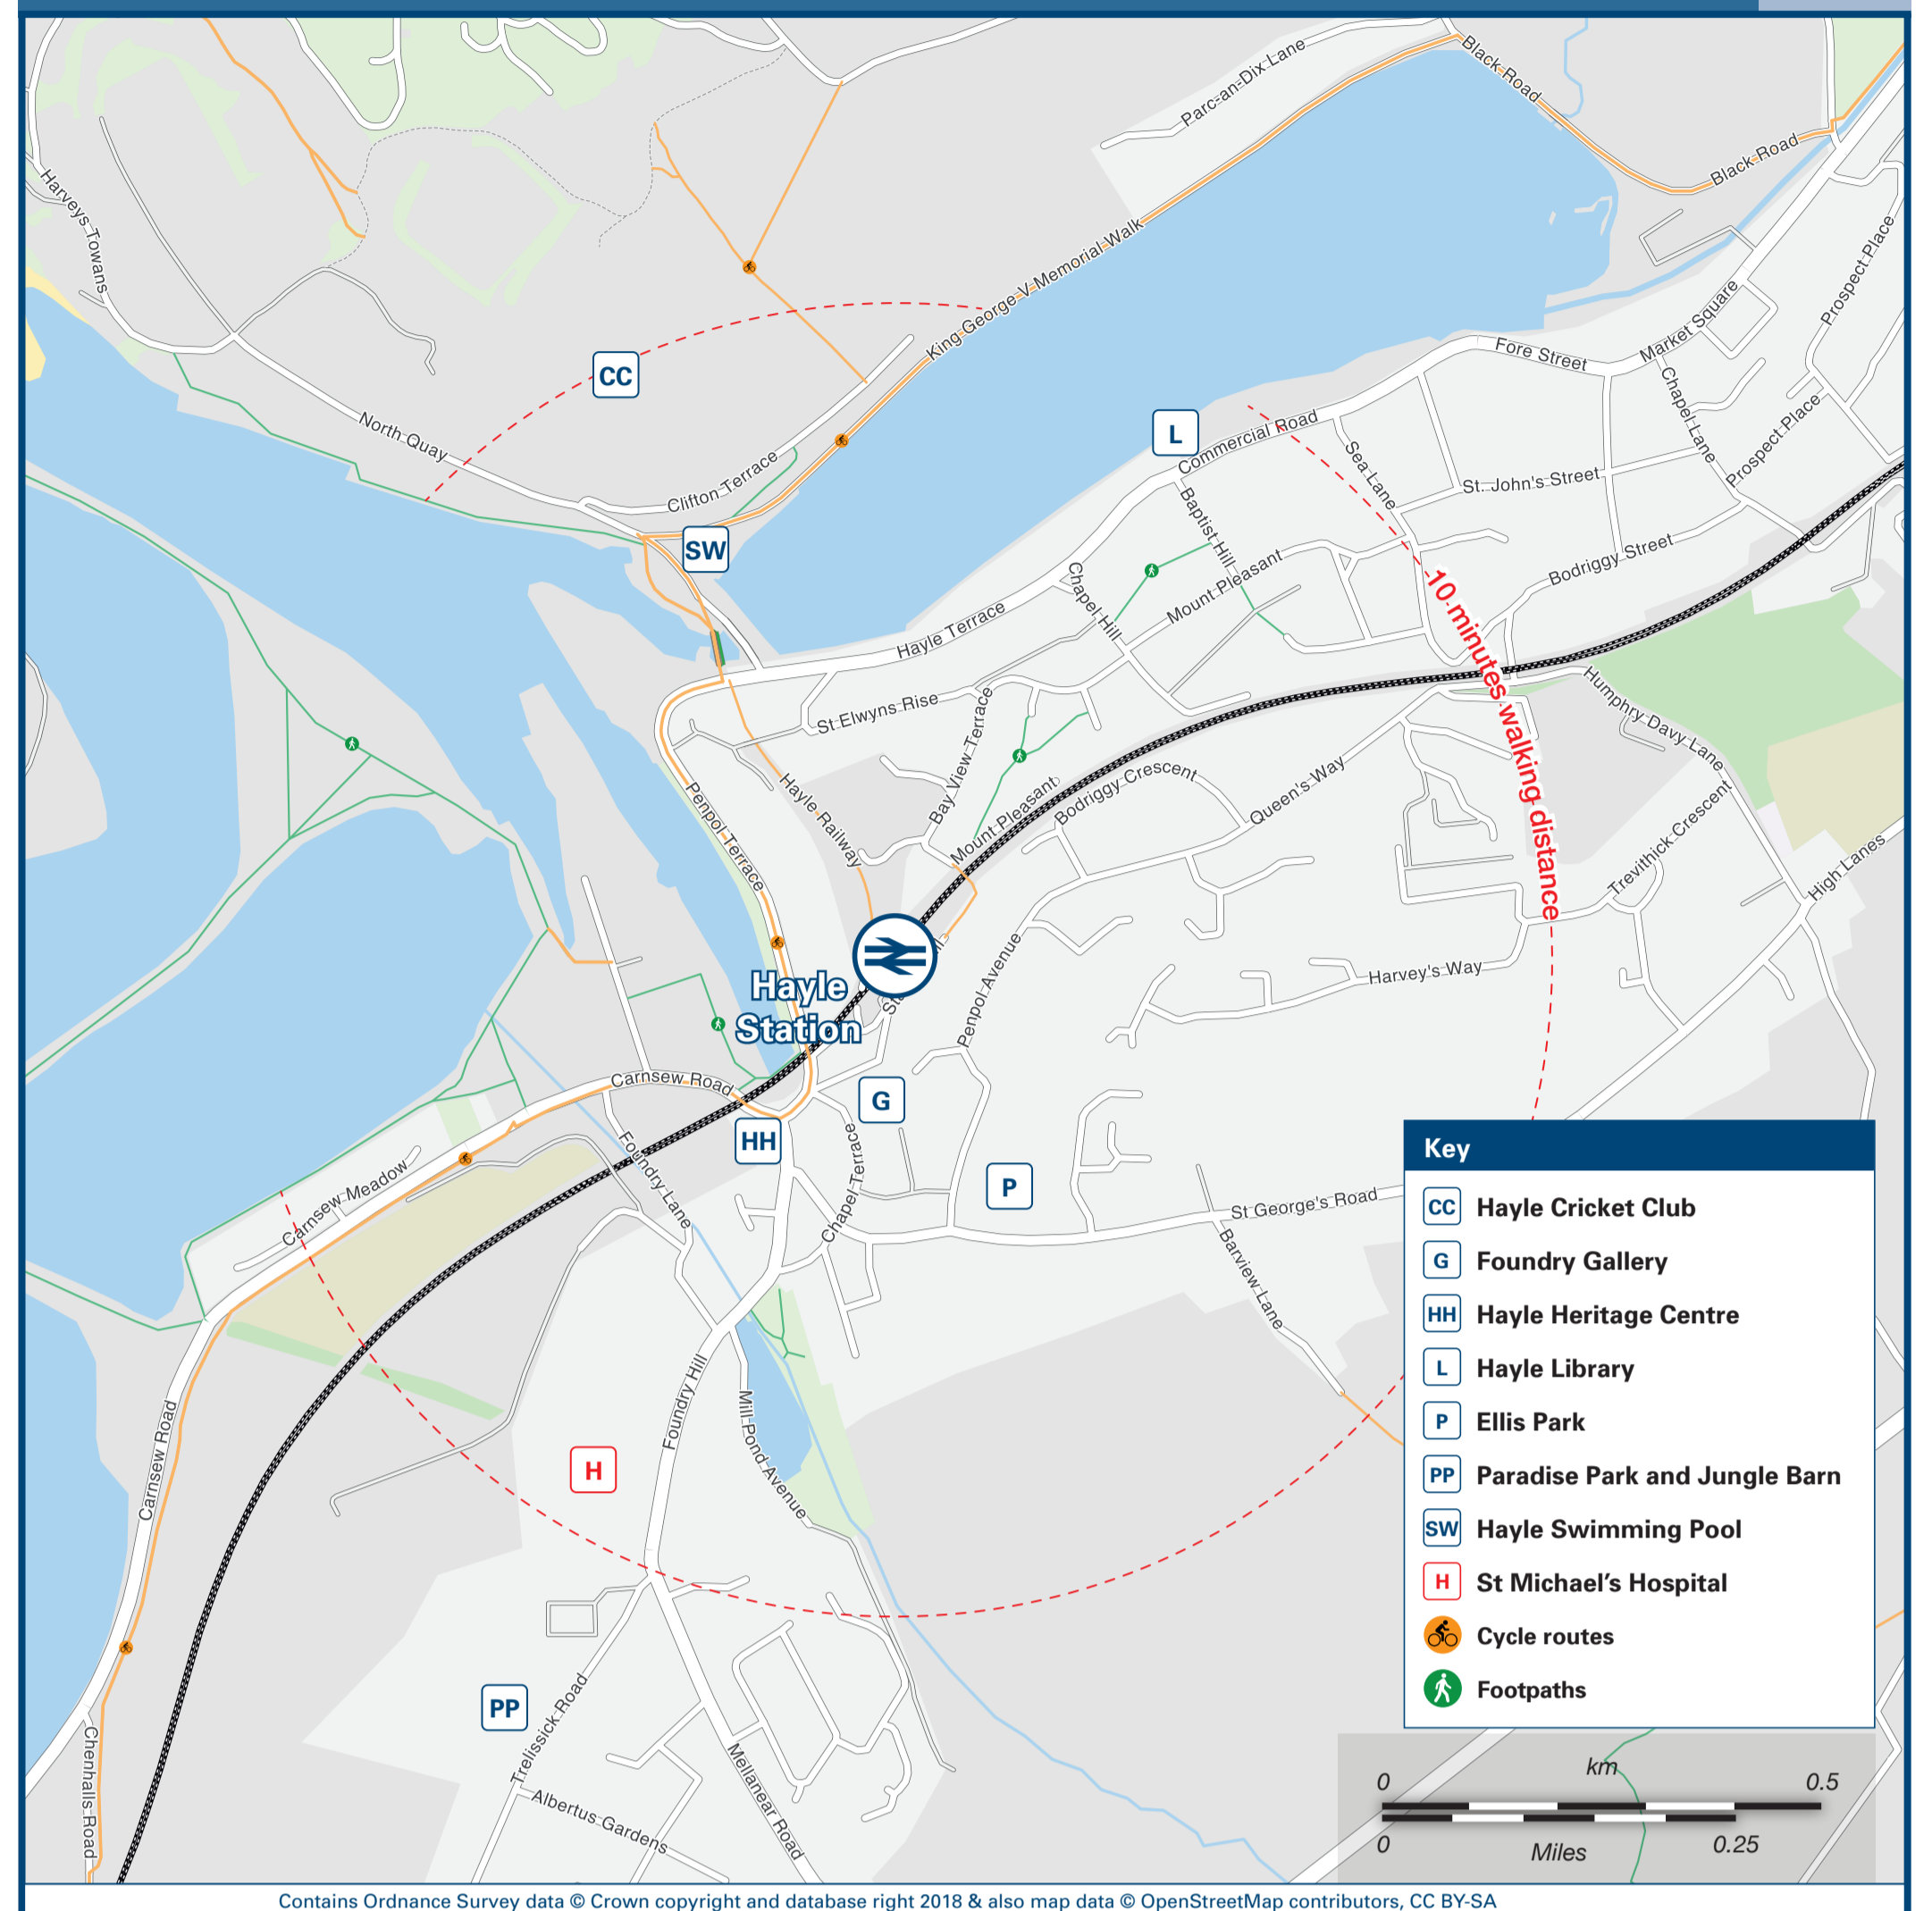 Parc-an-Dix Lane
Black Road
Black Road
Harveys Towans
King George V Memorial Walk
Prospect Place
Market Square
Fore Street
CC
Chapel Lane
Prospect Place
North Quay
L
Commercial Road
Sea Lane
St. John's Street
Clifton Terrace
Baptist Hill
SW
Bodriggy Street
Chapel Hill
Mount Pleasant
Hayle Terrace
10 minutes walking distance
Humphry Davy Lane
St Elwyns Rise
Bay View Terrace
Penpol Terrace
Hayle Railway
Mount Pleasant
Bodriggy Crescent
Queen's Way
Trevithick Crescent
High Lanes
Penpol Avenue
Harvey's Way
Hayle
Station
Carnsew Road
G
HH
Foundry Lane
Chapel Terrace
P
Carnsew Meadow
St George's Road
Barview Lane
Foundry Hill
Mill Pond Avenue
Carnsew Road
H
PP
Trelissick Road
Mellanear Road
Albertus Gardens
Chenhalls Road
Key
CC Hayle Cricket Club
G Foundry Gallery
HH Hayle Heritage Centre
L Hayle Library
P Ellis Park
PP Paradise Park and Jungle Barn
SW Hayle Swimming Pool
H St Michael’s Hospital
Cycle routes
Footpaths
km
0 0.5
0 0.25
Miles
Contains Ordnance Survey data © Crown copyright and database right 2018 & also map data © OpenStreetMap contributors, CC BY-SA